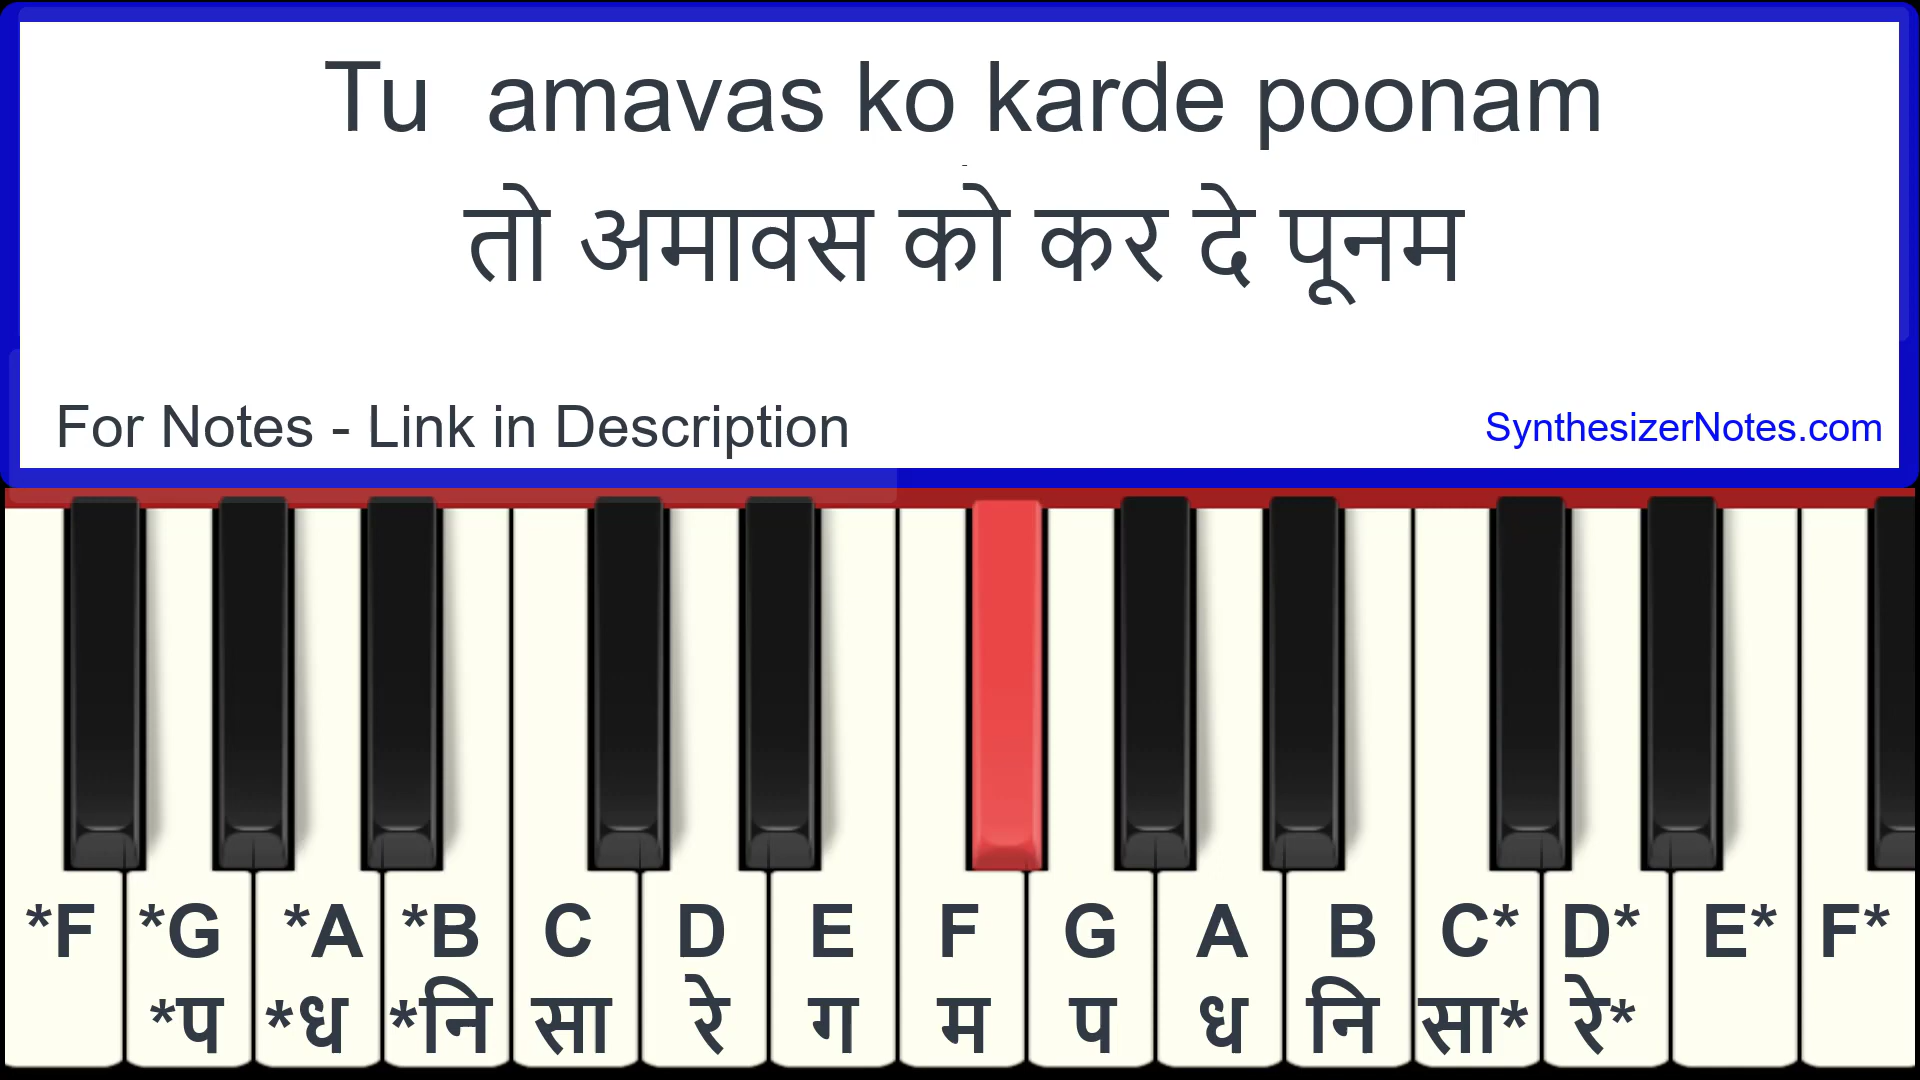 Tu amavas ko karde poonam
तो अमावस को कर दे पूनम
For Notes - Link in Description
SynthesizerNotes.com
*F *G *A *B C D E F G A B C* D* E* F*
*प *ध *नि सा रे ग म प ध नि सा* रे*